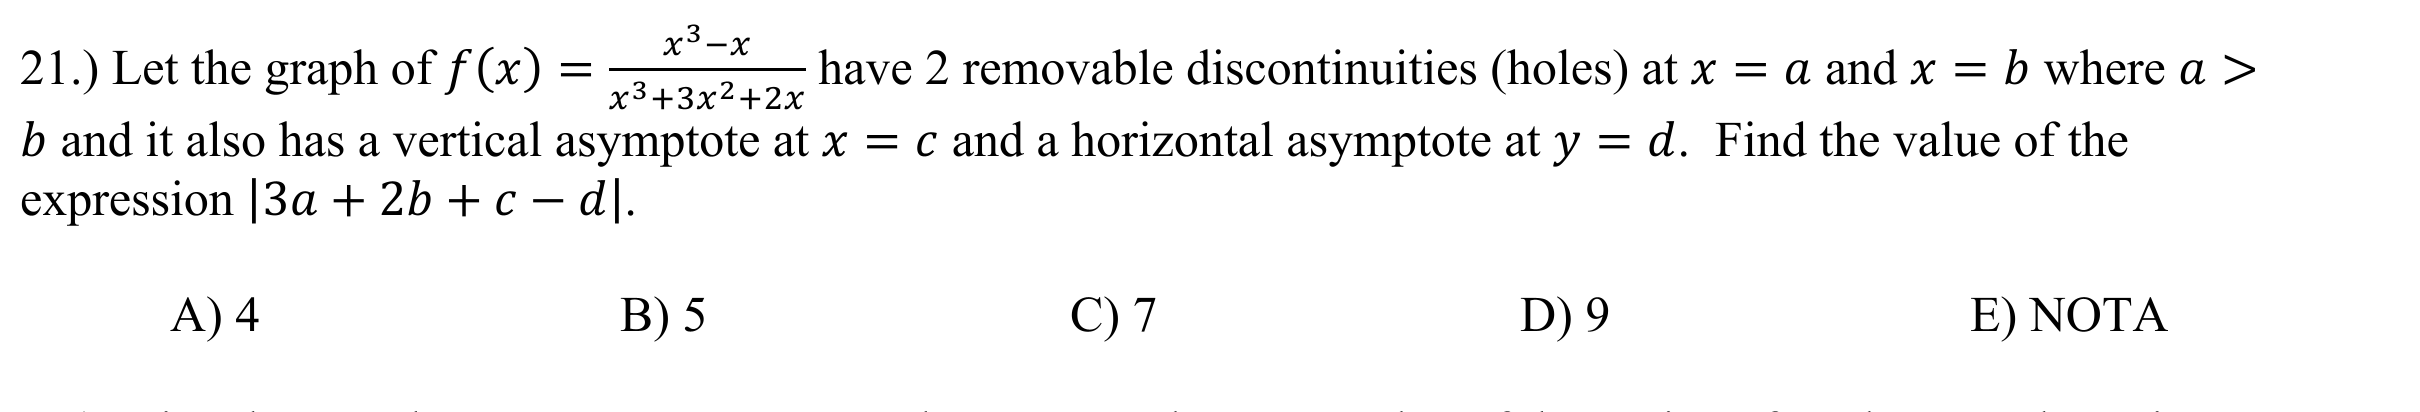 21.) Let the graph of f(x) = \frac{x^3-x}{x^3+3x^2+2x} have 2 removable discontinuities (holes) at x = a and x = b where a >
b and it also has a vertical asymptote at x = c and a horizontal asymptote at y = d. Find the value of the
expression |3a + 2b + c − d|.
A) 4 B) 5 C) 7 D) 9 E) NOTA